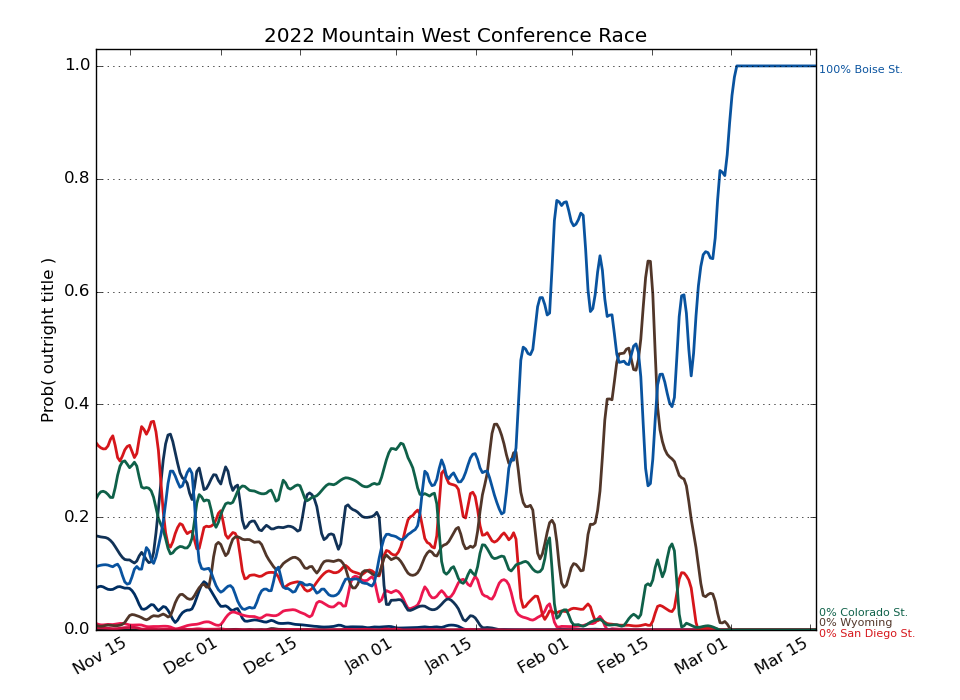 2022 Mountain West Conference Race
Prob( outright title )
1.0
0.8
0.6
0.4
0.2
0.0
100% Boise St.
0% Colorado St.
0% Wyoming
0% San Diego St.
Nov 15
Dec 01
Dec 15
Jan 01
Jan 15
Feb 01
Feb 15
Mar 01
Mar 15